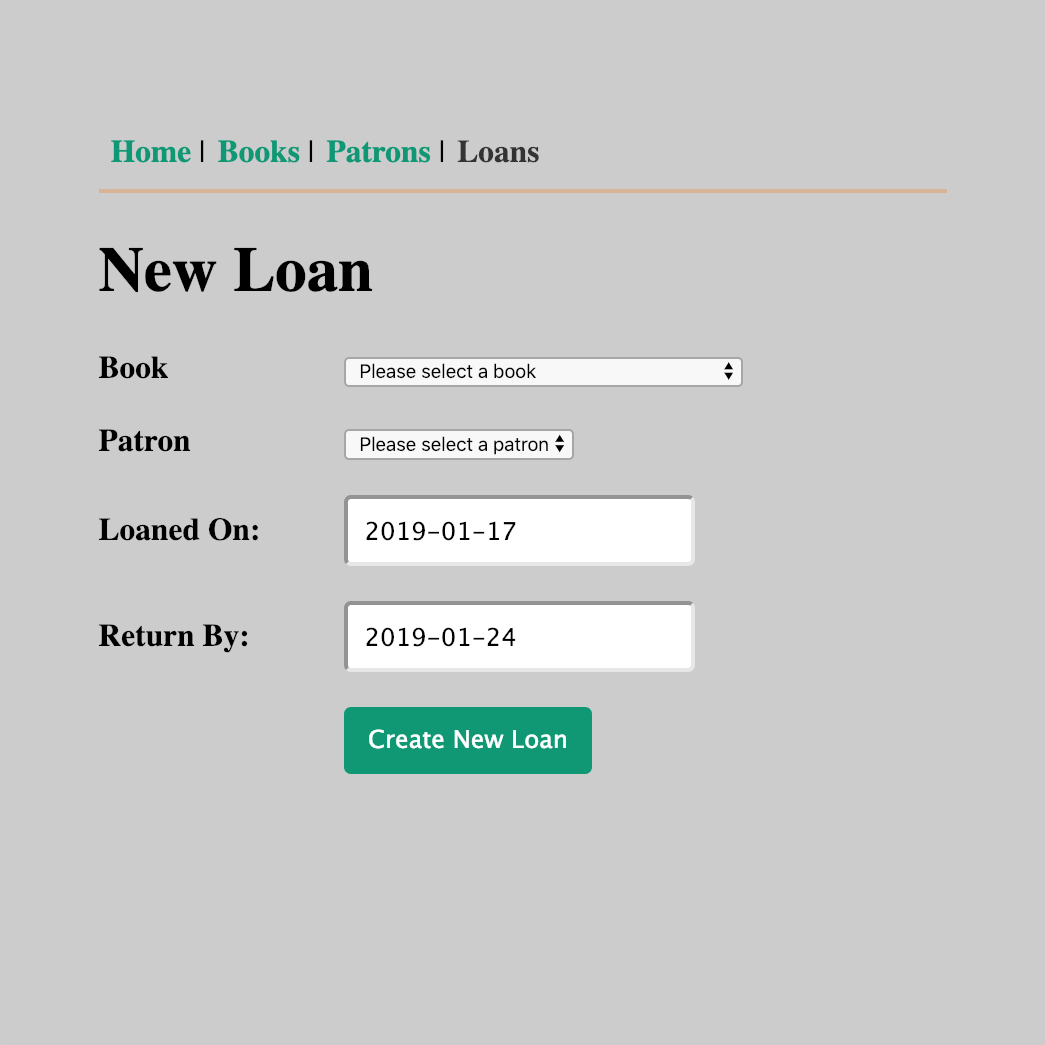 Home | Books | Patrons | Loans
New Loan
Book Please select a book
Patron Please select a patron
Loaned On: 2019-01-17
Return By: 2019-01-24
Create New Loan